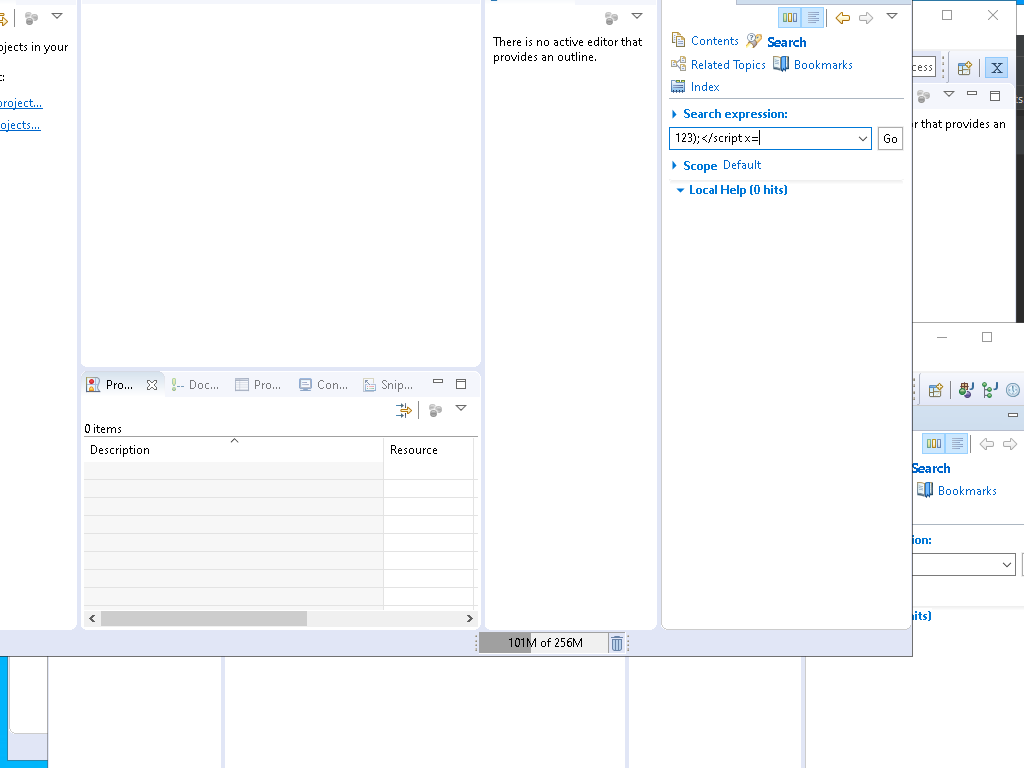 ojects in your
project...
ojects...
There is no active editor that
provides an outline.
Contents
Search
Related Topics
Bookmarks
Index
Search expression:
123);</script x=
Go
Scope Default
Local Help (0 hits)
Pro...
Doc...
Pro...
Con...
Snip...
0 items
Description
Resource
101M of 256M
cess
or that provides an
Search
Bookmarks
ion:
hits)